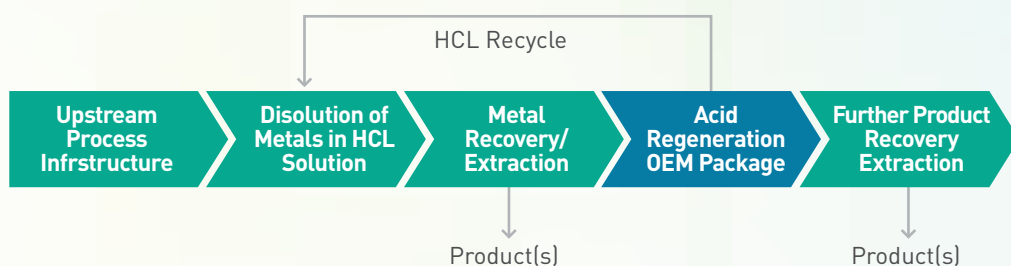 HCL Recycle
Upstream
Process
Infrstructure
Disolution of
Metals in HCL
Solution
Metal
Recovery/
Extraction
Acid
Regeneration
OEM Package
Further Product
Recovery
Extraction
Product(s)
Product(s)